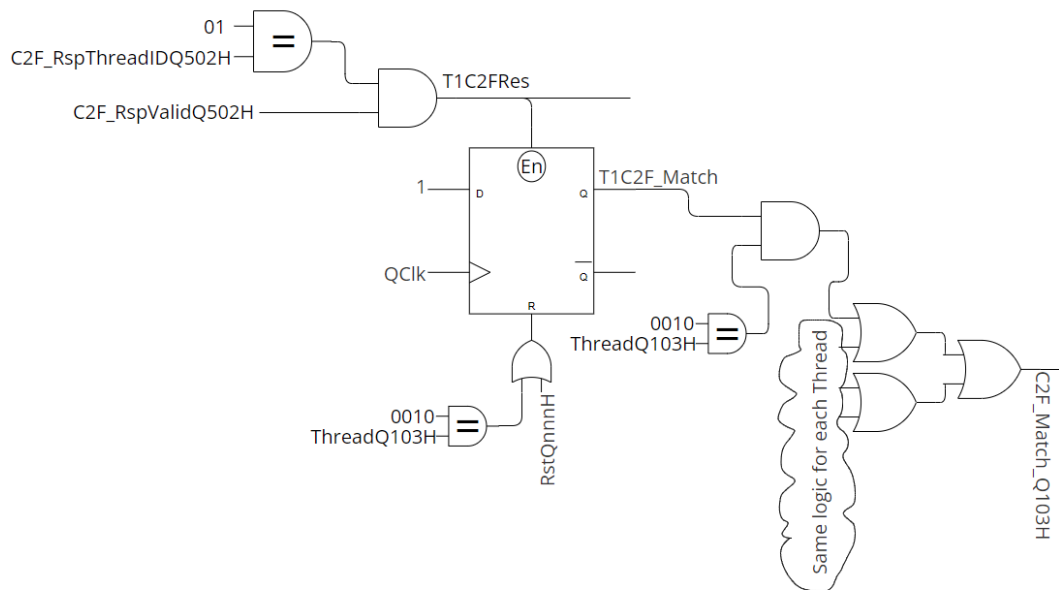 01
=
C2F_RspThreadIDQ502H
T1C2FRes
C2F_RspValidQ502H
En
1
D
Q
T1C2F_Match
QClk
Q
R
0010
=
ThreadQ103H
0010
=
ThreadQ103H
RstQnnnH
Same logic for each Thread
C2F_Match_Q103H